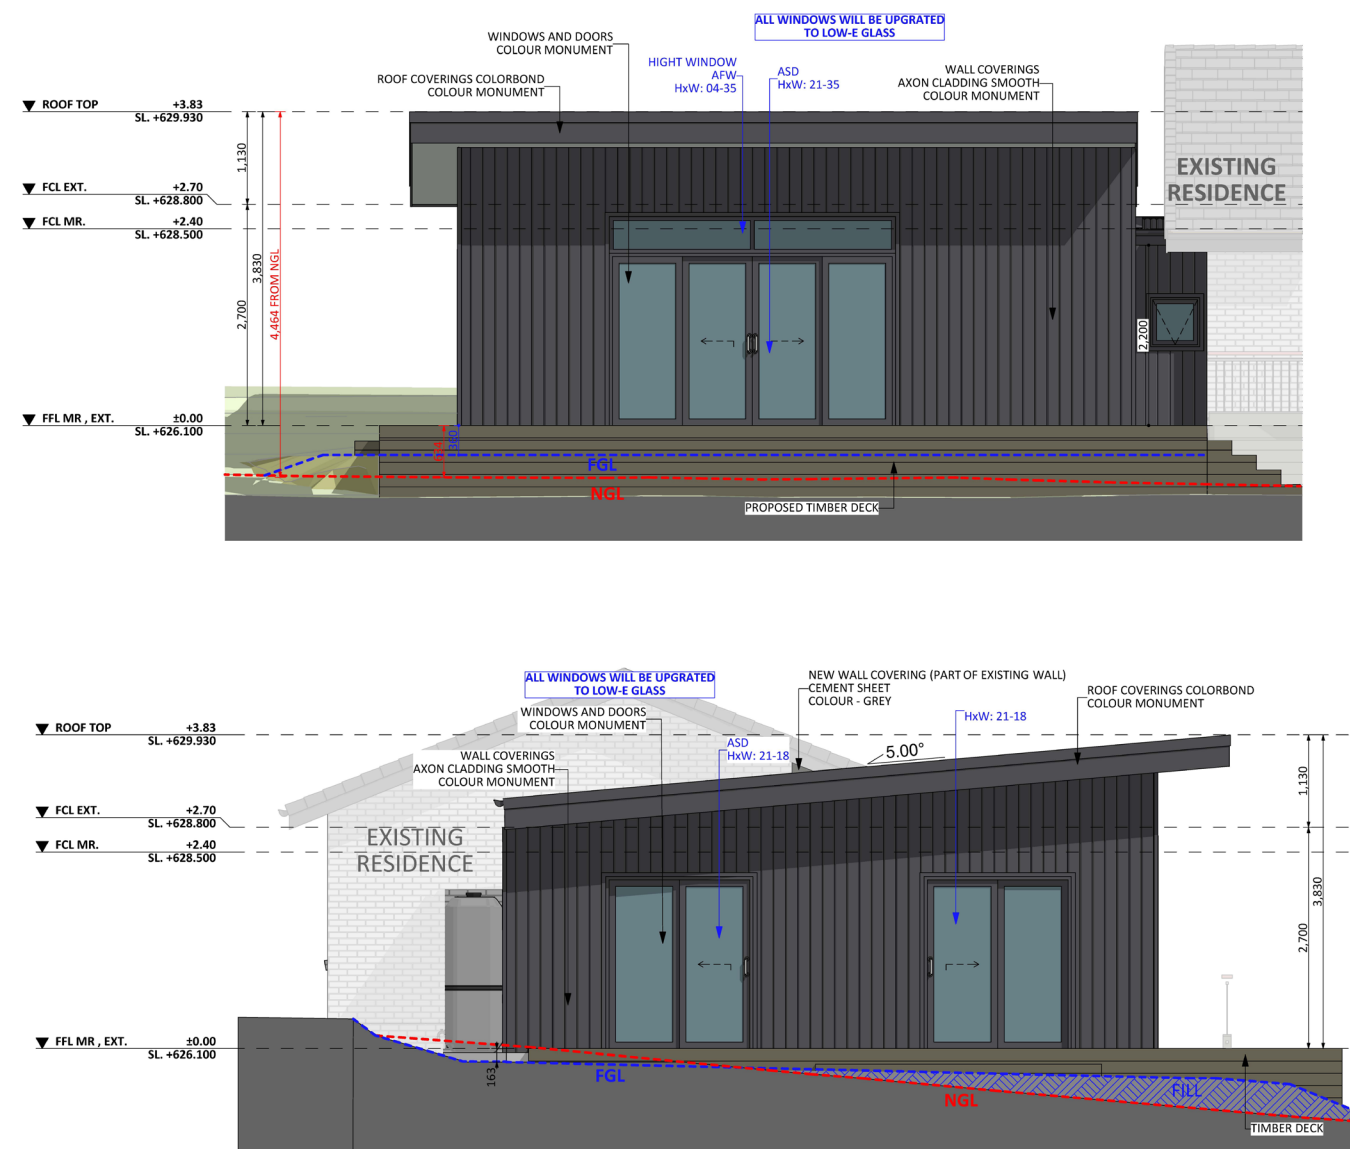 ALL WINDOWS WILL BE UPGRATED
TO LOW-E GLASS
WINDOWS AND DOORS
COLOUR MONUMENT
HIGHT WINDOW
AFW
HxW: 04-35
ASD
HxW: 21-35
WALL COVERINGS
AXON CLADDING SMOOTH
COLOUR MONUMENT
ROOF COVERINGS COLORBOND
COLOUR MONUMENT
ROOF TOP +3.83
SL. +629.930
FCL EXT. +2.70
SL. +628.800
FCL MR. +2.40
SL. +628.500
FFL MR , EXT. ±0.00
SL. +626.100
1,130
2,700
3,830
4,464 FROM NGL
EXISTING
RESIDENCE
2,200
634
360
FGL
NGL
PROPOSED TIMBER DECK
ALL WINDOWS WILL BE UPGRATED
TO LOW-E GLASS
WINDOWS AND DOORS
COLOUR MONUMENT
NEW WALL COVERING (PART OF EXISTING WALL)
CEMENT SHEET
COLOUR - GREY
HxW: 21-18
ROOF COVERINGS COLORBOND
COLOUR MONUMENT
ROOF TOP +3.83
SL. +629.930
ASD
HxW: 21-18
5.00°
WALL COVERINGS
AXON CLADDING SMOOTH
COLOUR MONUMENT
FCL EXT. +2.70
SL. +628.800
FCL MR. +2.40
SL. +628.500
EXISTING
RESIDENCE
1,130
2,700
3,830
FFL MR , EXT. ±0.00
SL. +626.100
163
FGL
NGL
FILL
TIMBER DECK